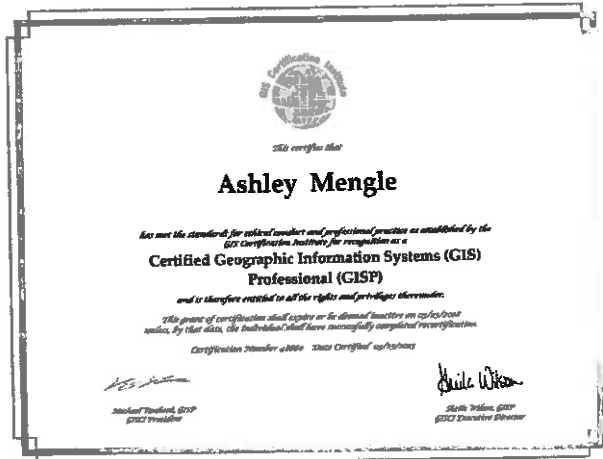 GIS Certification Institute
This certifies that
Ashley Mengle
has met the standards for ethical conduct and professional practice as established by the
GIS Certification Institute for recognition as a
Certified Geographic Information Systems (GIS)
Professional (GISP)
and is therefore entitled to all the rights and privileges thereunder.
This grant of certification shall expire or be deemed inactive on
unless, by that date, the individual shall have successfully completed recertification.
Certification Number Date Certified
Sheila Wilson
Michael GISP
GISCI President
Sheila Wilson, GISP
GISCI Executive Director